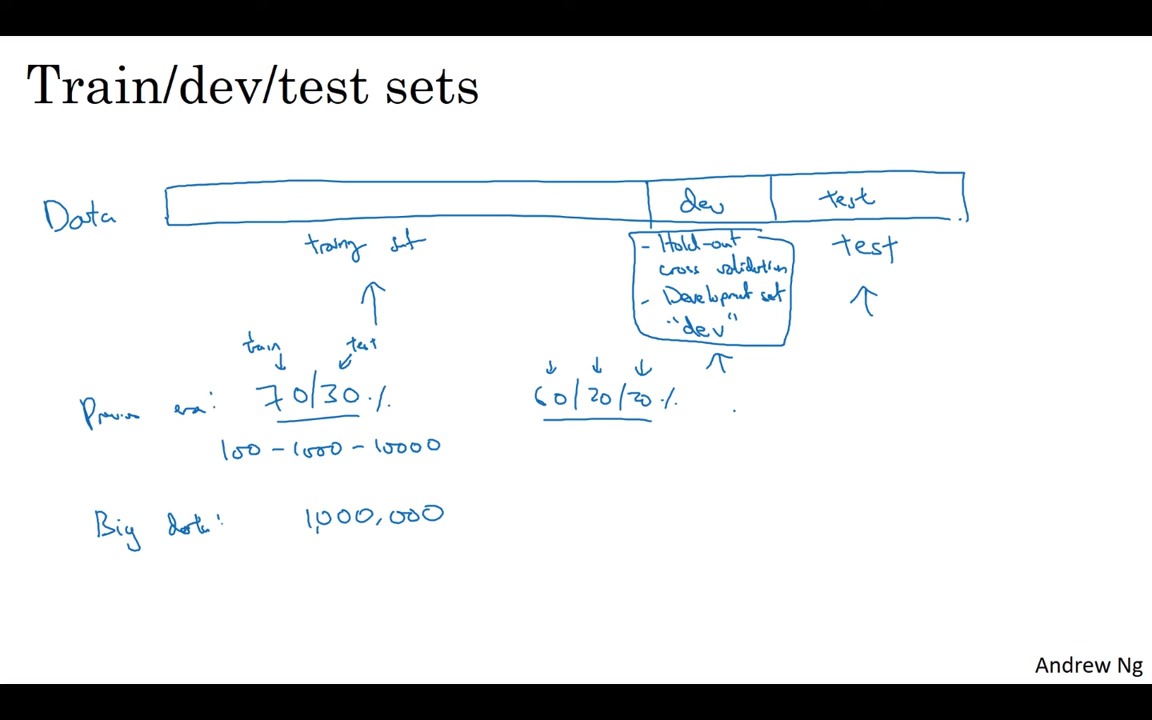 Train/dev/test sets
Data
dev
test
training set
- Hold-out
cross validation
- Development set
"dev"
test
train
test
Previous era:
70/30 %
60/20/20 %
100 - 1000 - 10000
Big data:
1,000,000
Andrew Ng